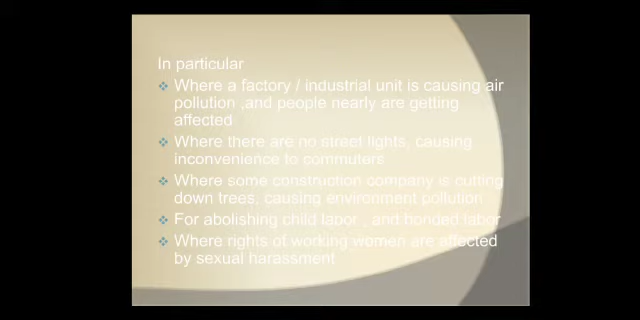 In particular
Where a factory / industrial unit is causing air
pollution ,and people nearly are getting
affected
Where there are no street lights, causing
inconvenience to commuters
Where some construction company is cutting
down trees, causing environment pollution
For abolishing child labor , and bonded labor
Where rights of working women are affected
by sexual harassment